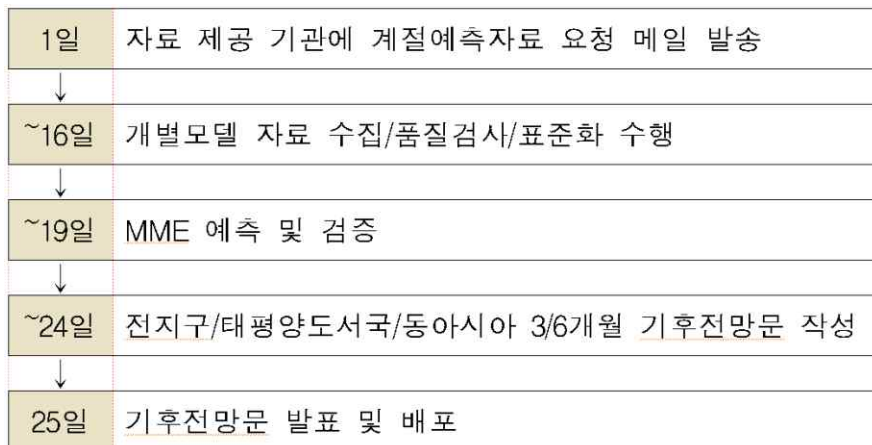 1일 자료 제공 기관에 계절예측자료 요청 메일 발송
↓
~16일 개별모델 자료 수집/품질검사/표준화 수행
↓
~19일 MME 예측 및 검증
↓
~24일 전지구/태평양도서국/동아시아 3/6개월 기후전망문 작성
↓
25일 기후전망문 발표 및 배포